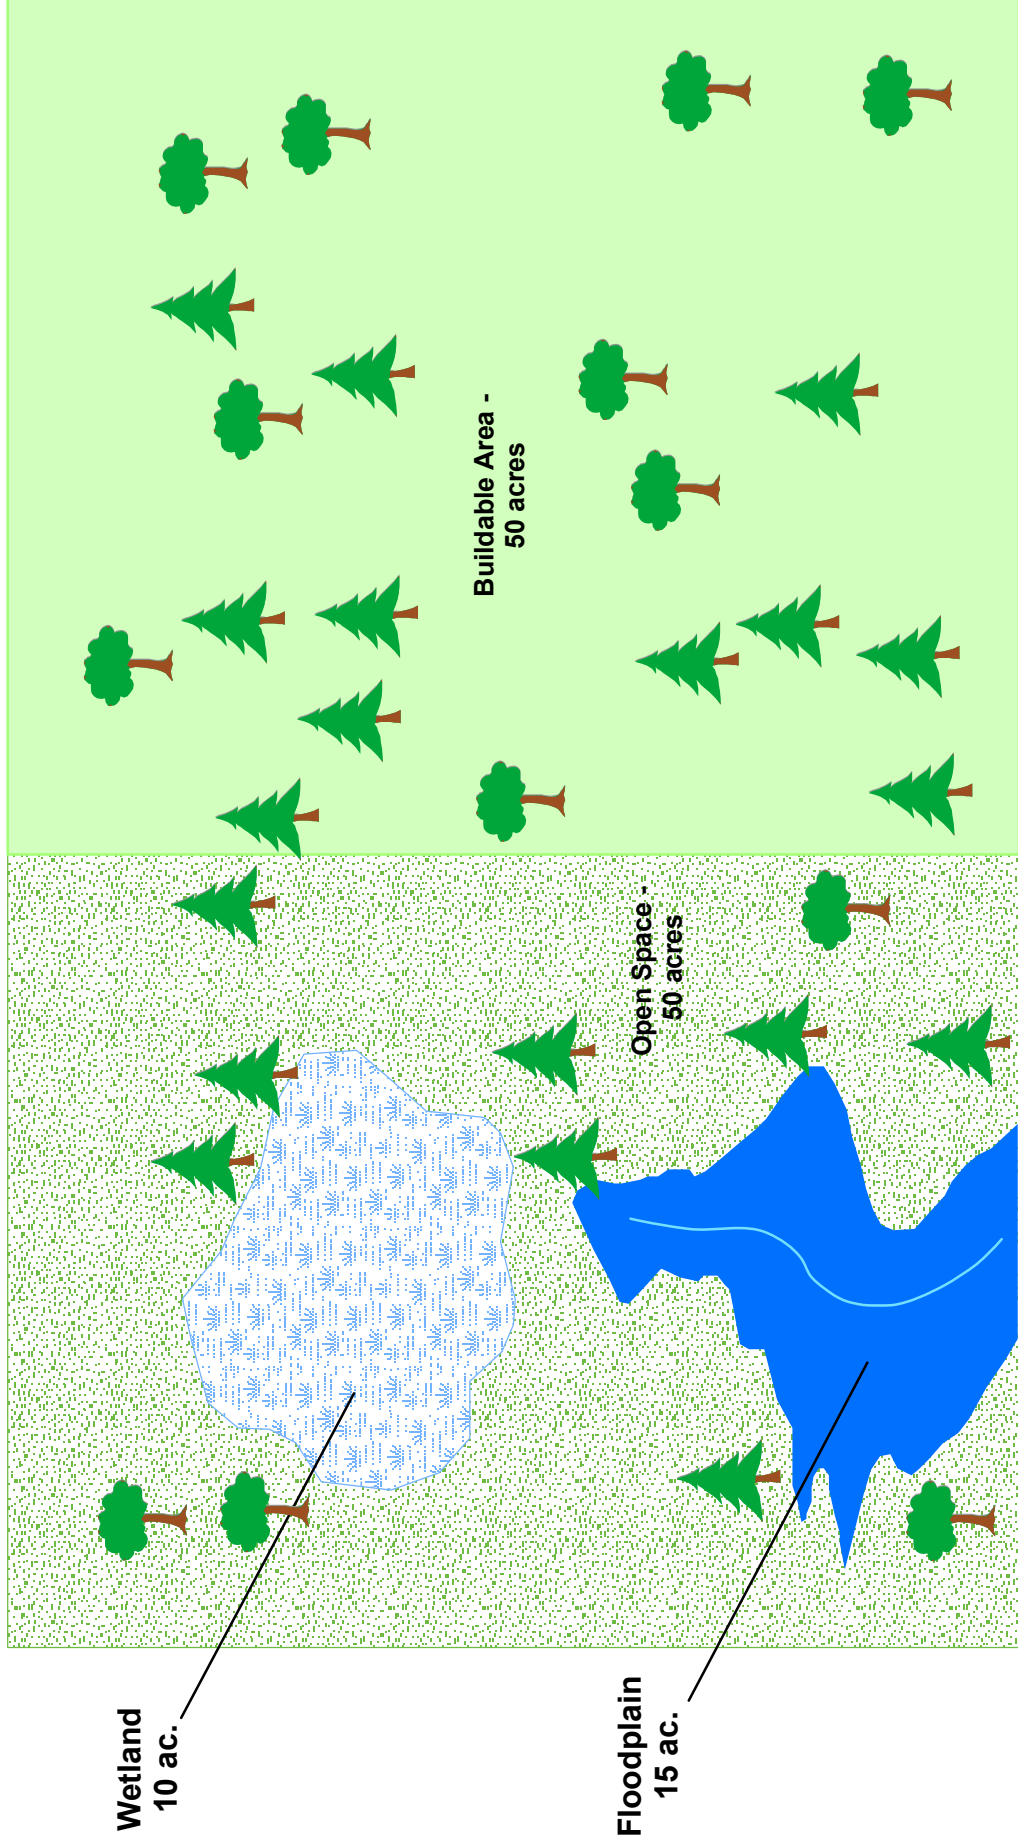 Wetland
10 ac.
Floodplain
15 ac.
Open Space -
50 acres
Buildable Area -
50 acres